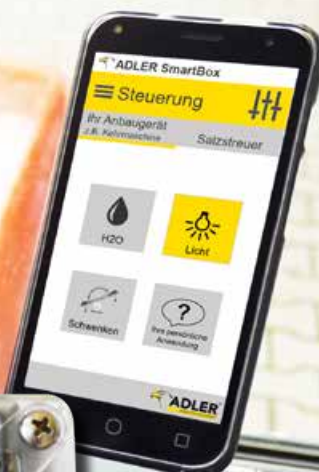 ADLER SmartBox
Steuerung
Ihr Anbaugerät
z.B. Kehrmaschine
Salzstreuer
H2O
Licht
Schwenken
?
Ihre persönliche
Anwendung
ADLER